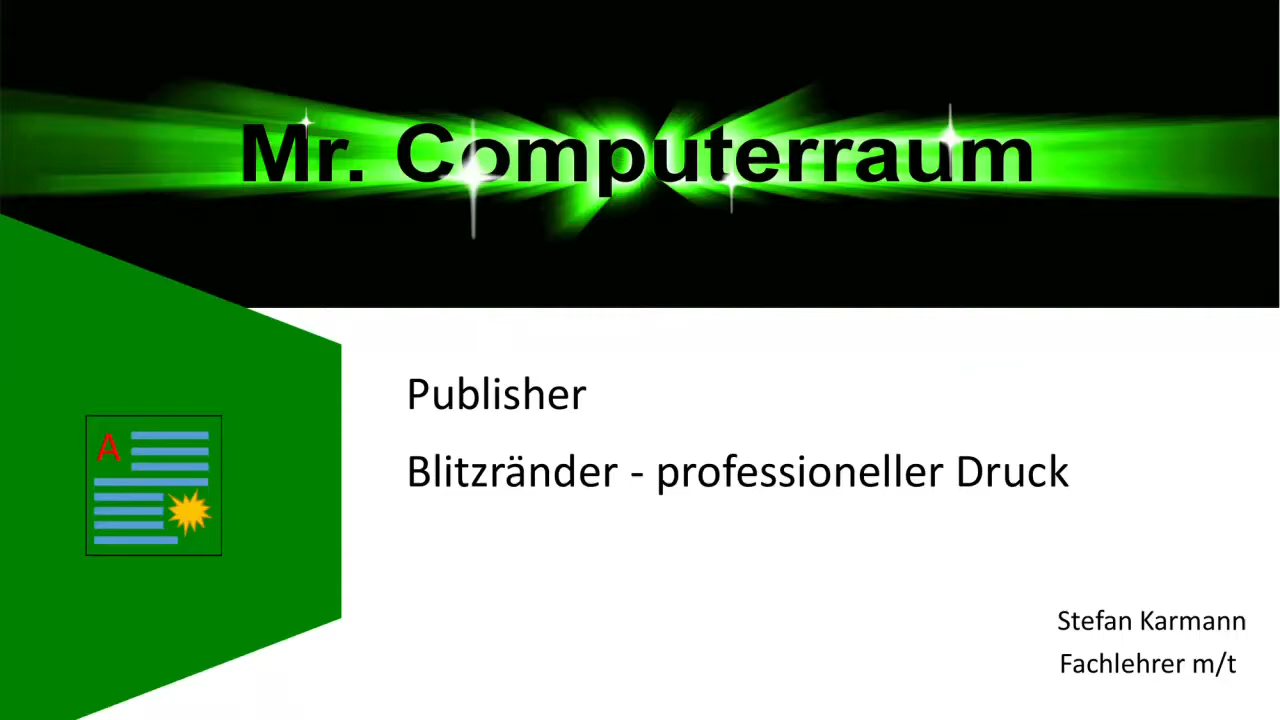 Mr. Computerraum
Publisher
Blitzränder - professioneller Druck
A
Stefan Karmann
Fachlehrer m/t